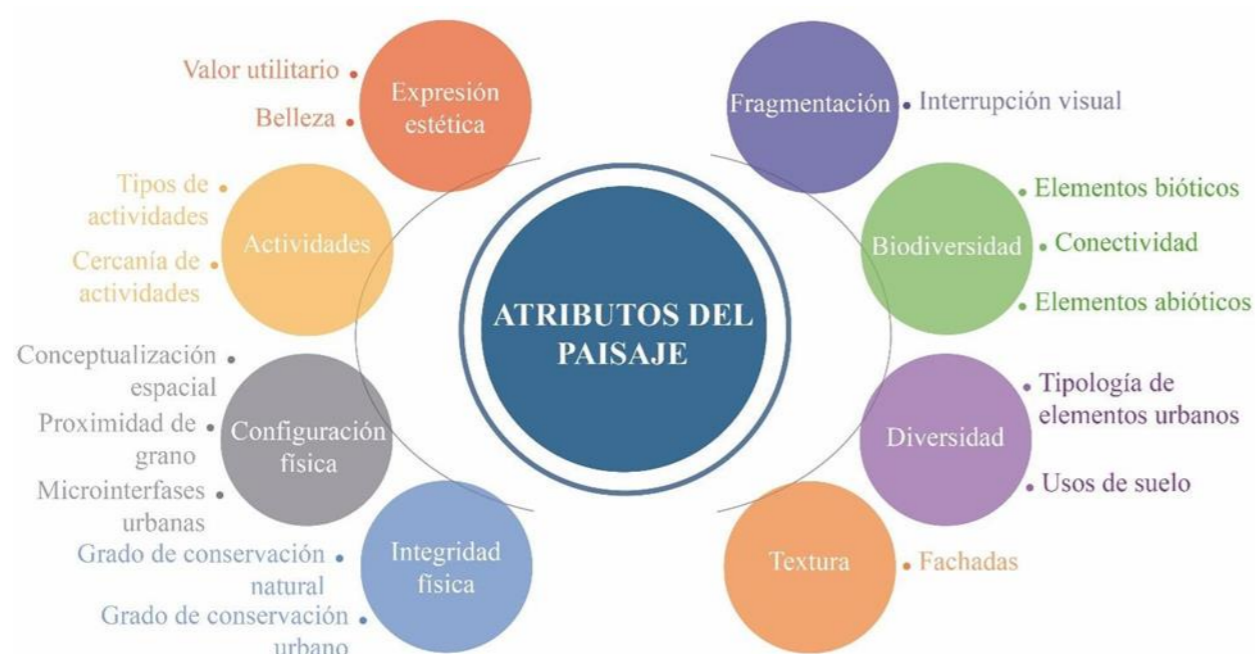 Valor utilitario
Belleza
Expresión
estética
Tipos de
actividades
Cercanía de
actividades
Actividades
Conceptualización
espacial
Proximidad de
grano
Microinterfases
urbanas
Configuración
física
Grado de conservación
natural
Grado de conservación
urbano
Integridad
física
ATRIBUTOS DEL
PAISAJE
Fragmentación
Interrupción visual
Biodiversidad
Elementos bióticos
Conectividad
Elementos abióticos
Diversidad
Tipología de
elementos urbanos
Usos de suelo
Textura
Fachadas